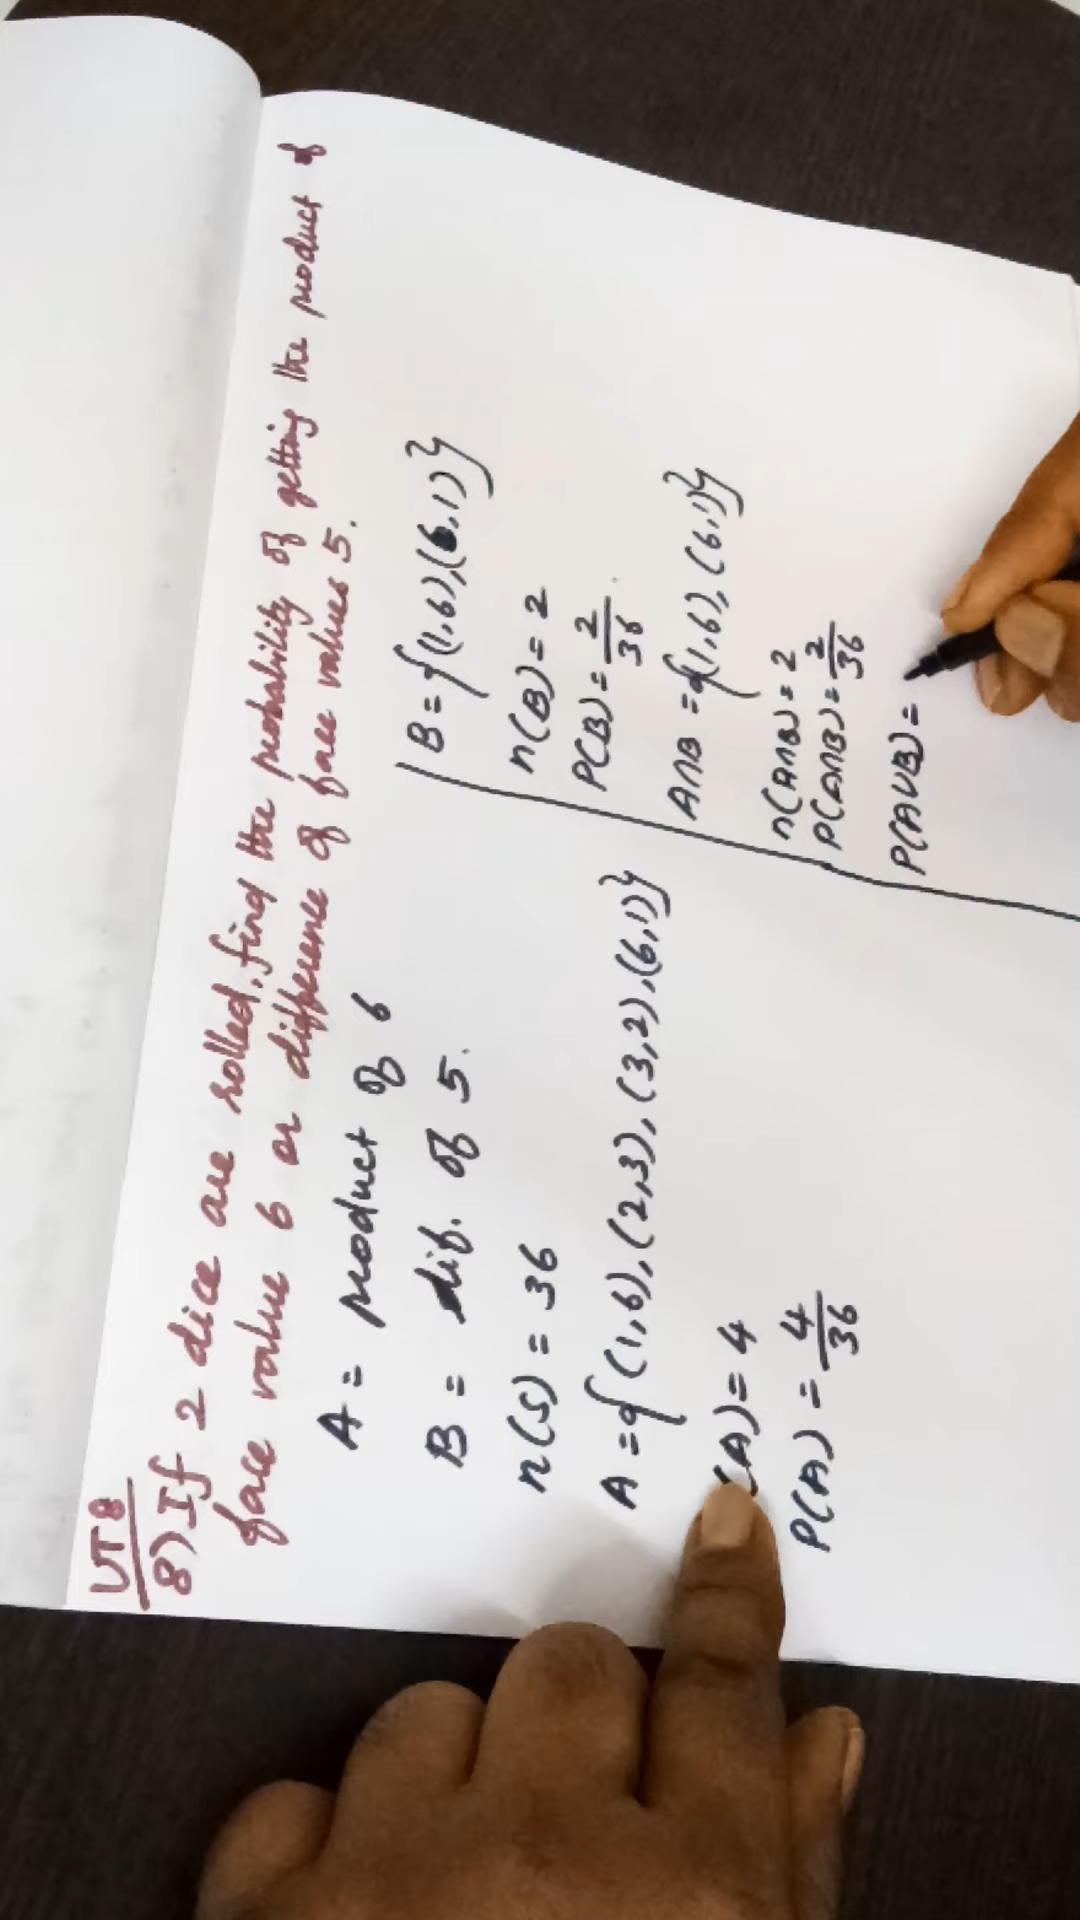 UT 8
8) If 2 dice are rolled, find the probability of getting the product of
face value 6 or difference of face values 5.
A = product of 6
B = dif. of 5.
n(S) = 36
A = {(1,6),(2,3),(3,2),(6,1)}
(A) = 4
P(A) = 4/36
B = {(1,6),(6,1)}
n(B) = 2
P(B) = 2/36.
A∩B = {(1,6),(6,1)}
n(A∩B) = 2
P(A∩B) = 2/36
P(A∪B) =